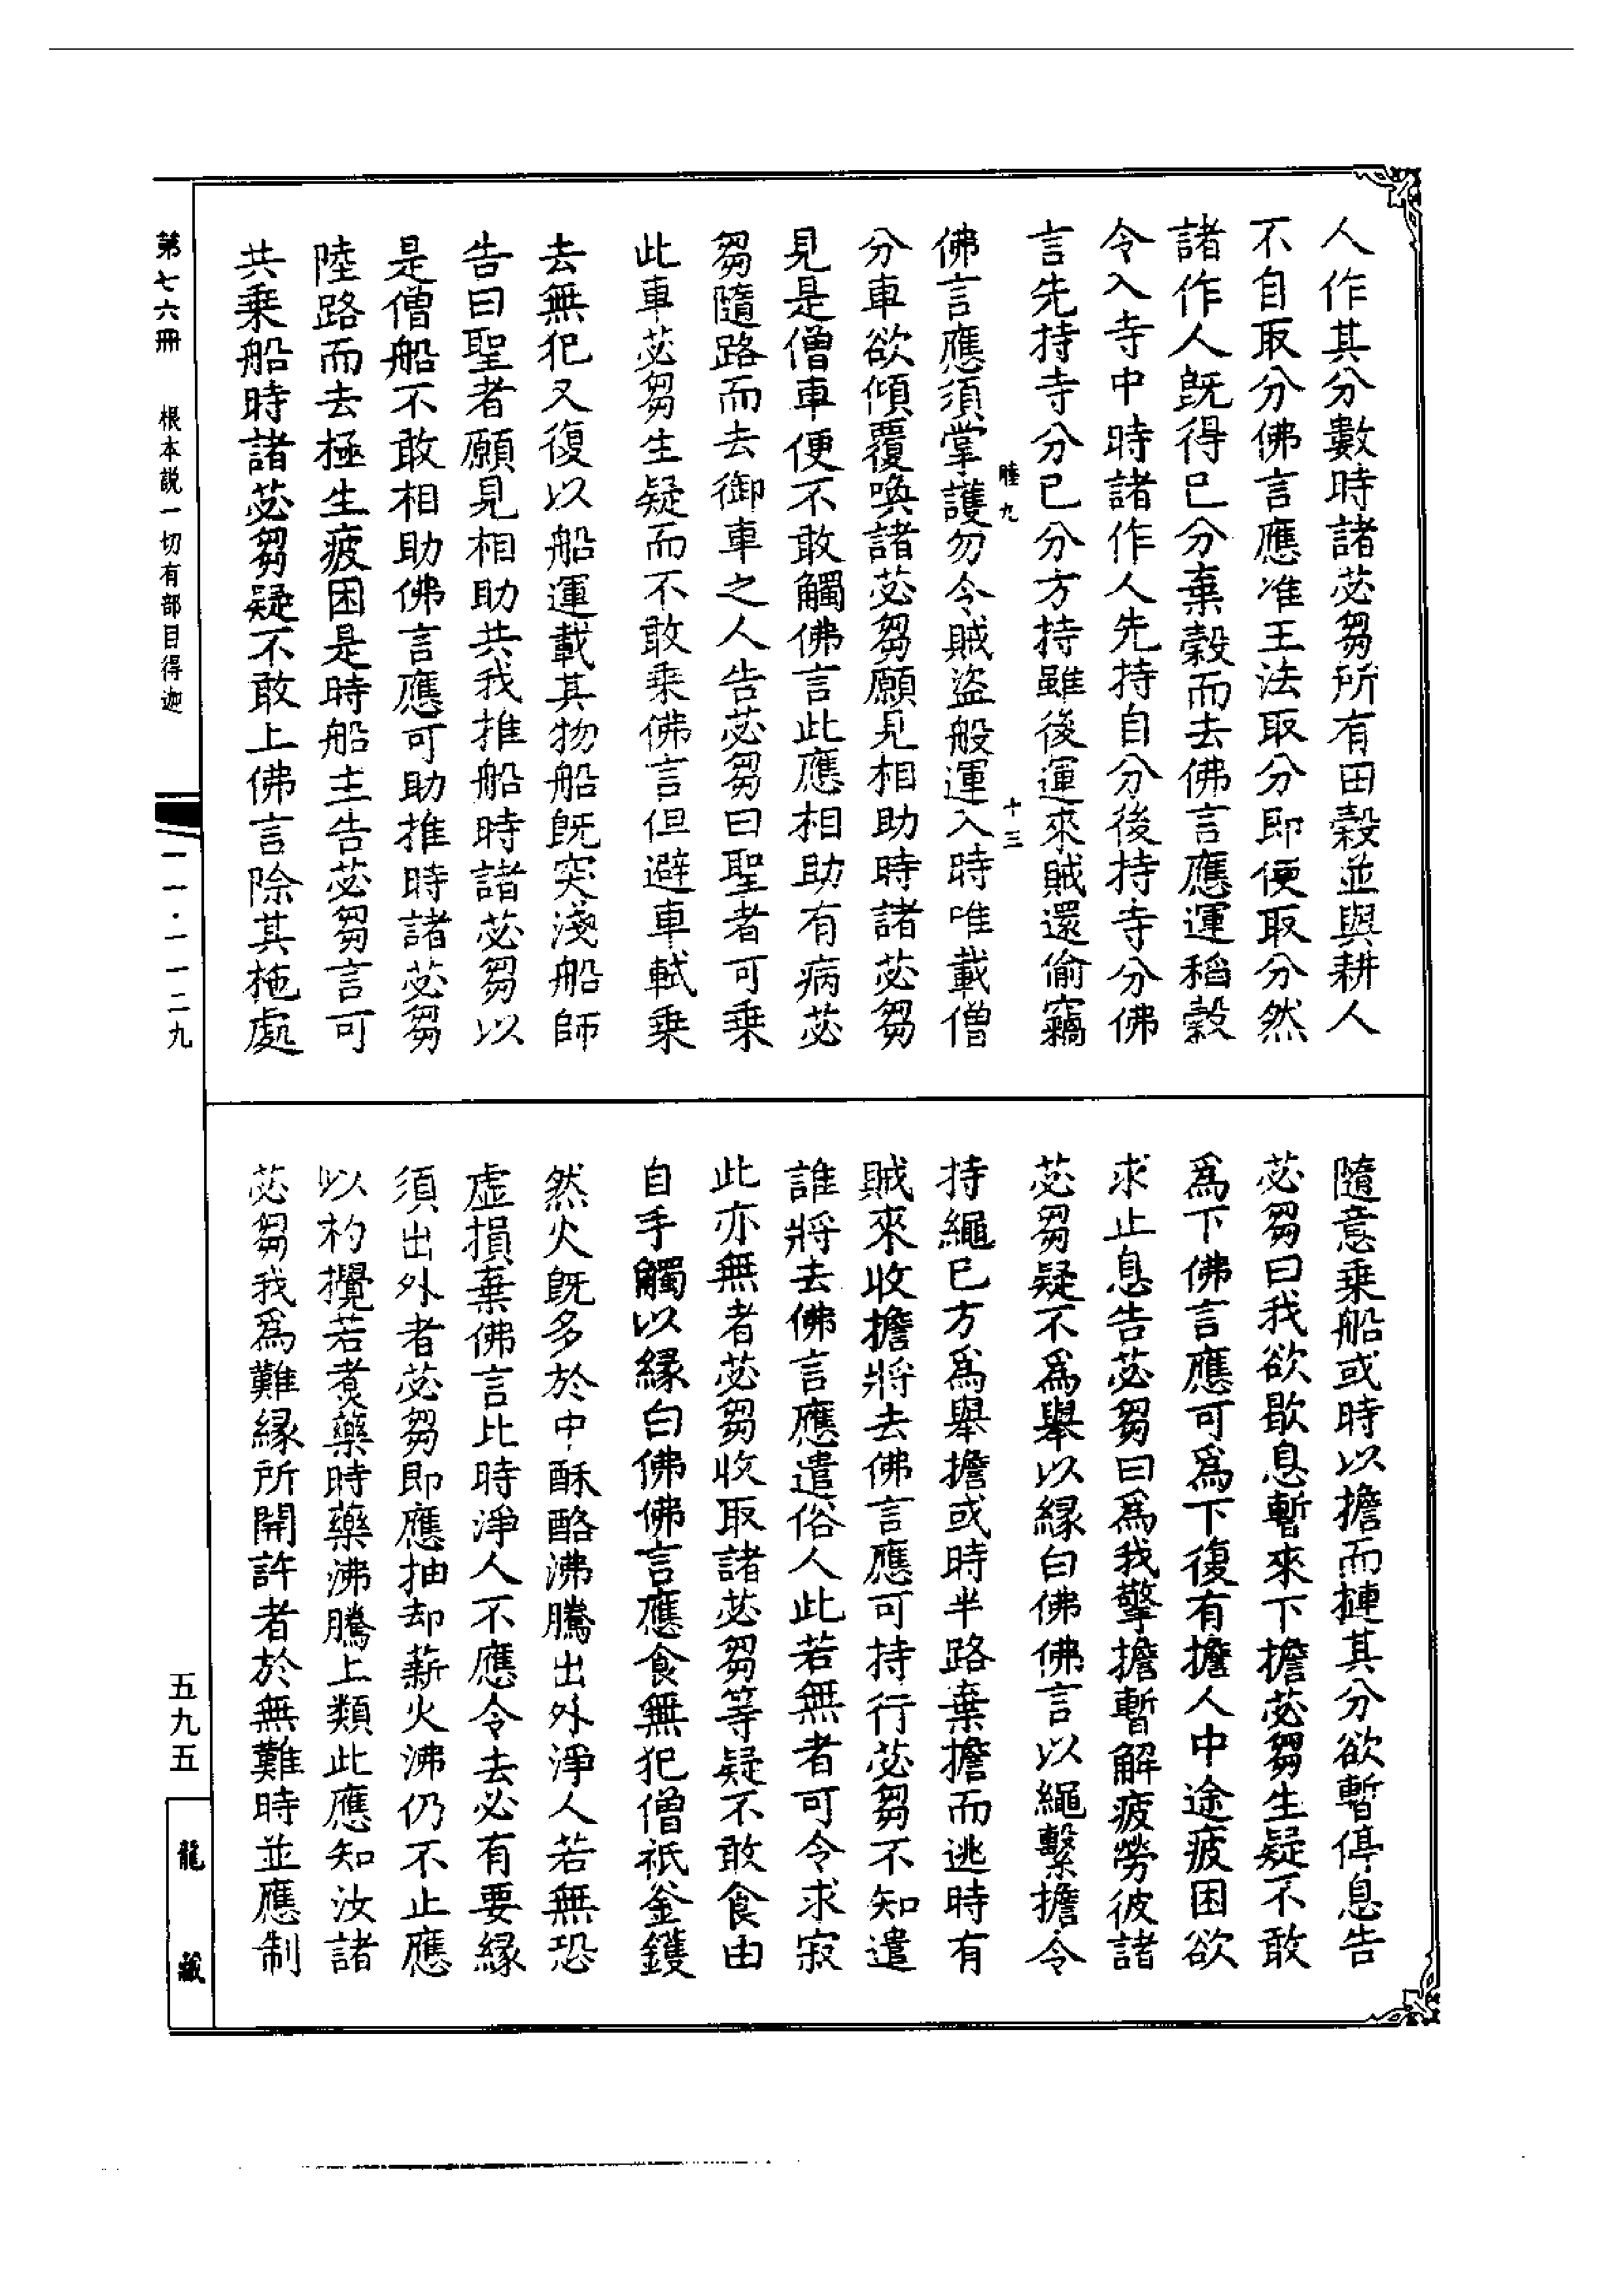 人作其分數時諸苾芻所有田穀並與耕人
不自取分佛言應准王法取分即便取分然
諸作人既得已分棄穀而去佛言應運稻穀
令入寺中時諸作人先持自分後持寺分佛
言先持寺分已分方持雖後運來賊還偷竊
睦九
十三
佛言應須掌護勿令賊盜般運入時唯載僧
分車欲傾覆喚諸苾芻願見相助時諸苾芻
見是僧車便不敢觸佛言此應相助有病苾
芻隨路而去御車之人告苾芻曰聖者可乘
此車苾芻生疑而不敢乘佛言但避車軾乘
去無犯又復以船運載其物船既突淺船師
告曰聖者願見相助共我推船時諸苾芻以
是僧船不敢相助佛言應可助推時諸苾芻
陸路而去極生疲困是時船主告苾芻言可
共乘船時諸苾芻疑不敢上佛言除其柂處
隨意乘船或時以擔而㨻其分欲暫停息告
苾芻曰我欲歇息暫來下擔苾芻生疑不敢
為下佛言應可為下復有擔人中途疲困欲
求止息告苾芻曰為我擎擔暫解疲勞彼諸
苾芻疑不為舉以緣白佛佛言以繩繫擔令
持繩已方為舉擔或時半路棄擔而逃時有
賊來收擔將去佛言應可持行苾芻不知遣
誰將去佛言應遣俗人此若無者可令求寂
此亦無者苾芻收取諸苾芻等疑不敢食由
自手觸以緣白佛佛言應食無犯僧祇釜鑊
然火既多於中酥酪沸騰出外淨人若無恐
虛損棄佛言比時淨人不應令去必有要緣
須出外者苾芻即應抽却薪火沸仍不止應
以杓攪若煑藥時藥沸騰上類此應知汝諸
苾芻我為難緣所開許者於無難時並應制
第七六冊
根本説一切有部目得迦
一一·一一二九
五九五
龍藏